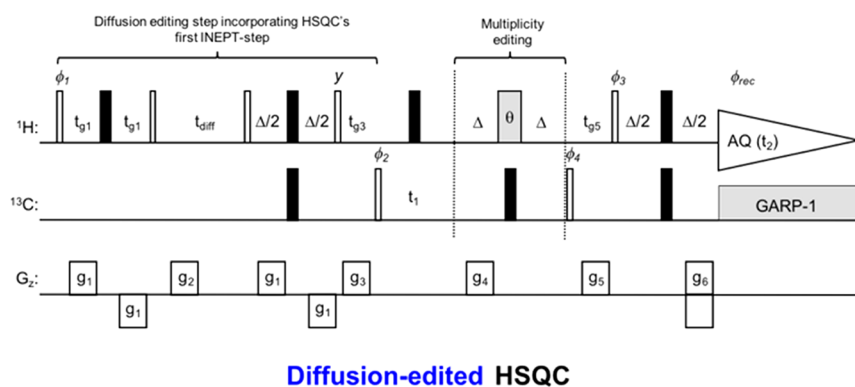 Diffusion editing step incorporating HSQC's
first INEPT-step
Multiplicity
editing
ϕ1 y ϕ3 ϕrec
1H: tg1 tg1 tdiff Δ/2 Δ/2 tg3 Δ θ Δ tg5 Δ/2 Δ/2 AQ (t2)
ϕ2 ϕ4
13C: t1 GARP-1
Gz: g1 g2 g1 g3 g4 g5 g6
g1 g1
Diffusion-edited HSQC